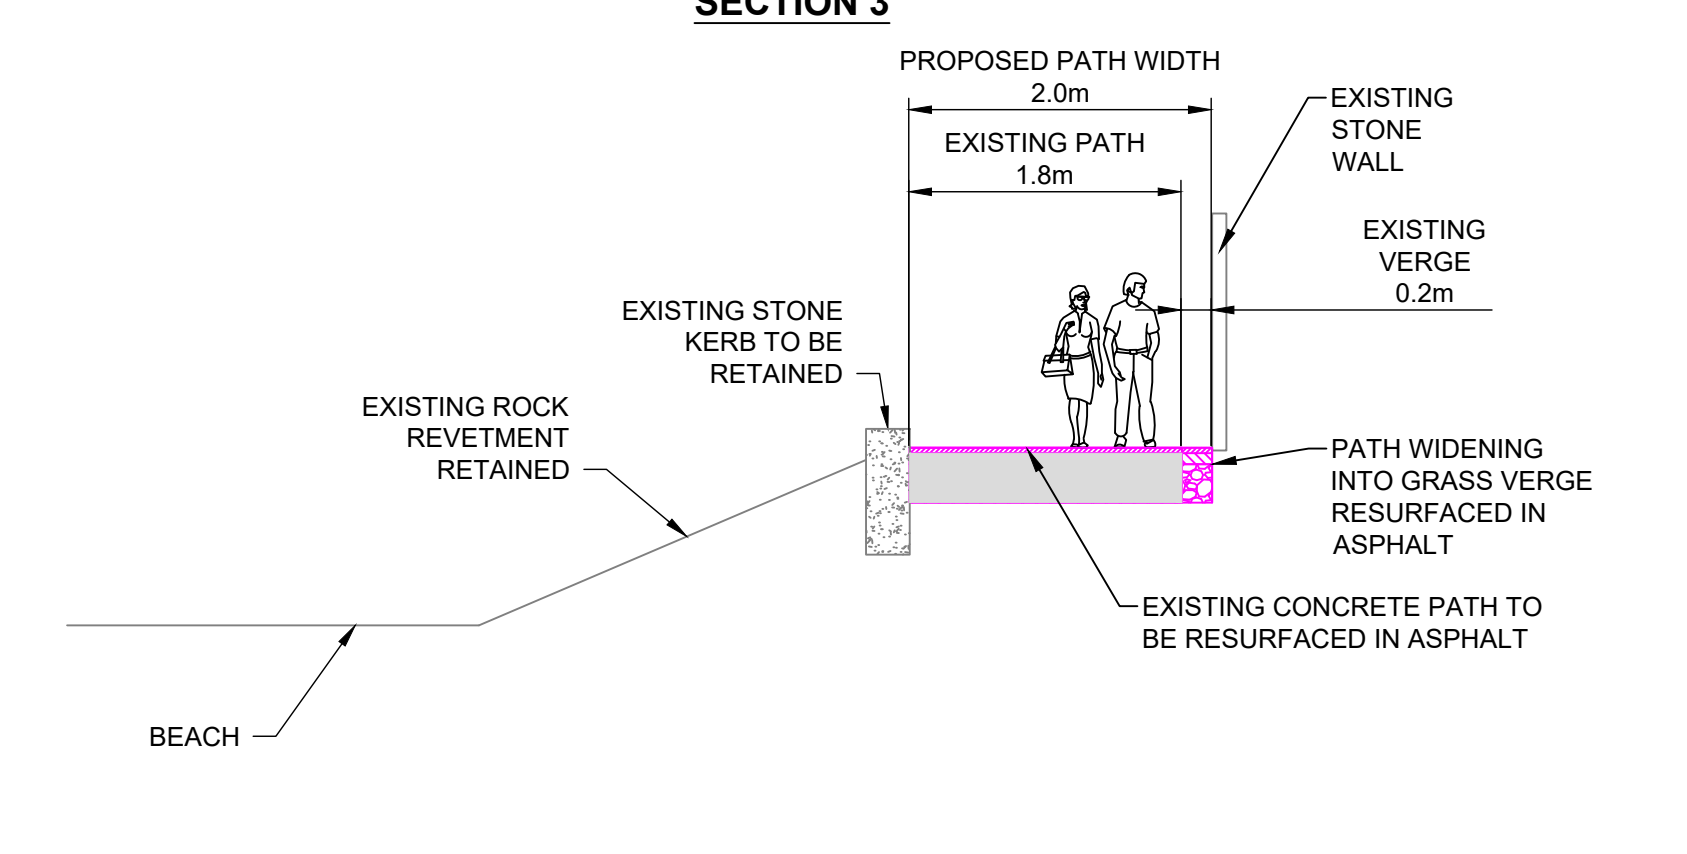 SECTION 3
PROPOSED PATH WIDTH
2.0m
EXISTING PATH
1.8m
EXISTING
STONE
WALL
EXISTING
VERGE
0.2m
EXISTING STONE
KERB TO BE
RETAINED
EXISTING ROCK
REVETMENT
RETAINED
PATH WIDENING
INTO GRASS VERGE
RESURFACED IN
ASPHALT
EXISTING CONCRETE PATH TO
BE RESURFACED IN ASPHALT
BEACH